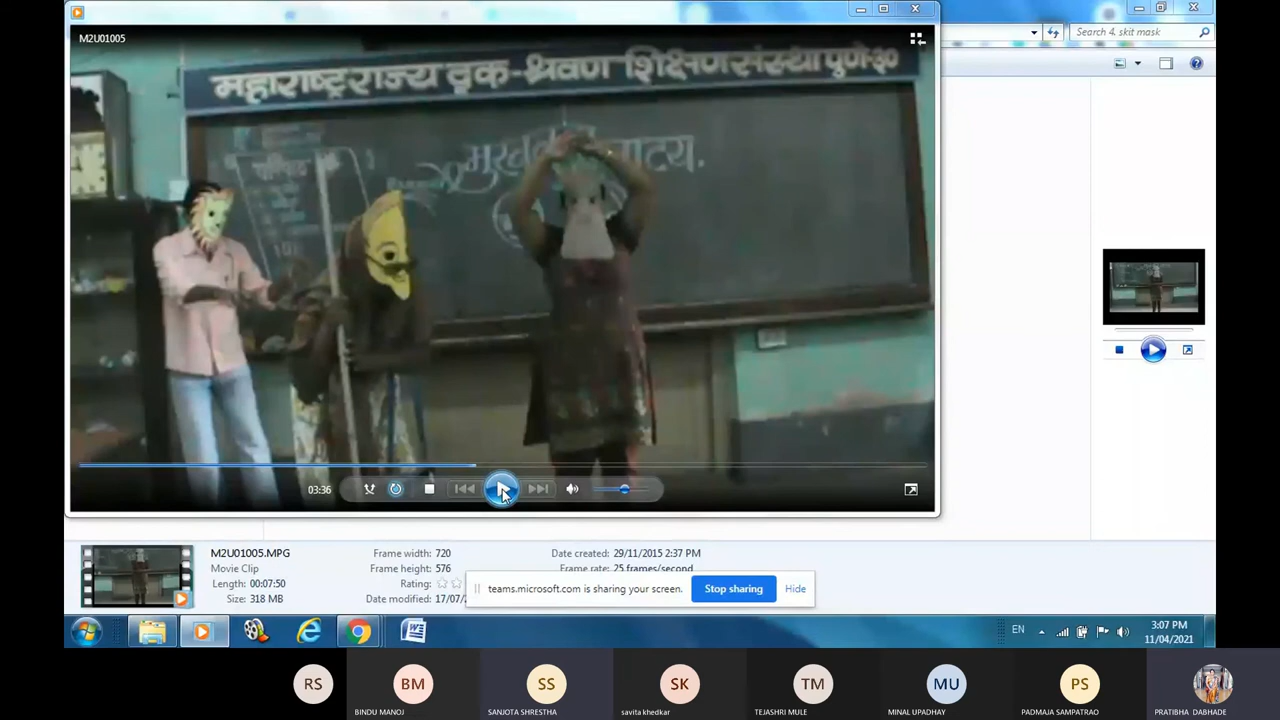 M2U01005
Search 4. skit mask
महाराष्ट्र राज्य दृक-श्रवण शिक्षण संस्था पुणे-३०
03:36
M2U01005.MPG
Movie Clip
Length: 00:07:50
Size: 318 MB
Frame width: 720
Frame height: 576
Rating:
Date modified: 17/07/
Date created: 29/11/2015 2:37 PM
Frame rate: 25 frames/second
teams.microsoft.com is sharing your screen.
Stop sharing
Hide
EN
3:07 PM
11/04/2021
RS
BM
SS
SK
TM
MU
PS
BINDU MANOJ
SANJOTA SHRESTHA
savita khedkar
TEJASHRI MULE
MINAL UPADHAY
PADMAJA SAMPATRAO
PRATIBHA DABHADE